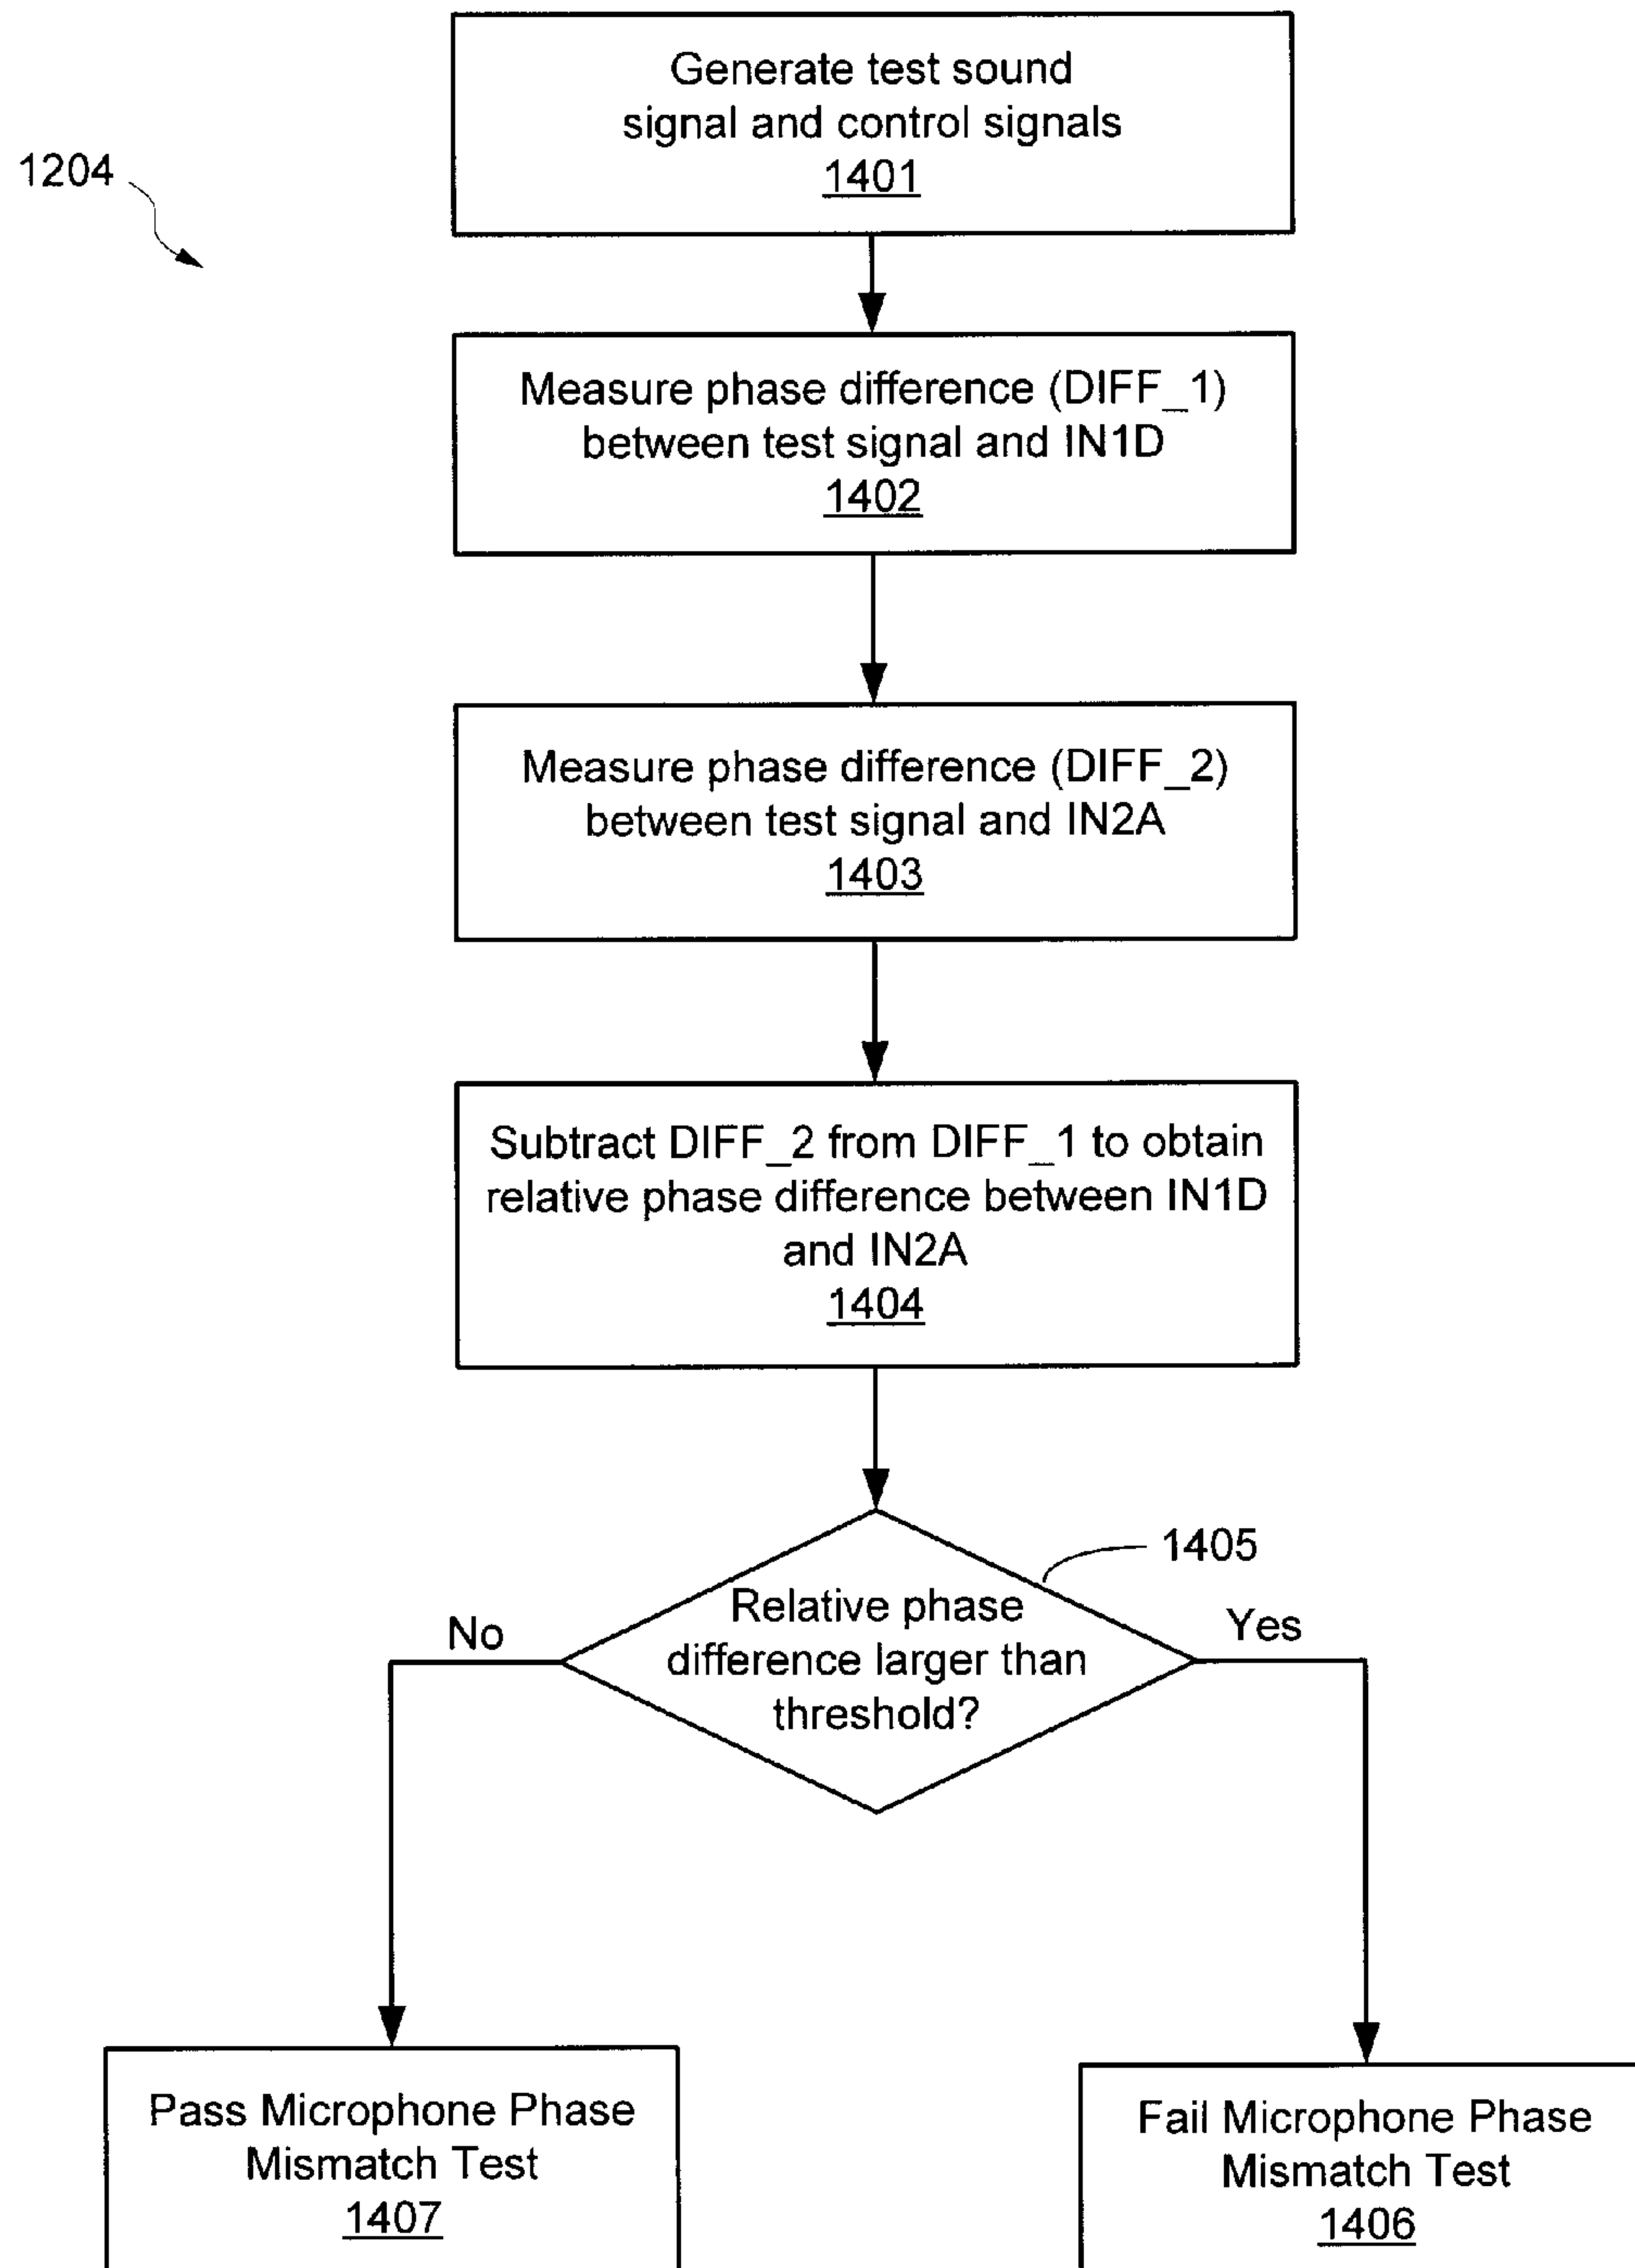 Generate test sound
signal and control signals
1401
1204
Measure phase difference (DIFF_1)
between test signal and IN1D
1402
Measure phase difference (DIFF_2)
between test signal and IN2A
1403
Subtract DIFF_2 from DIFF_1 to obtain
relative phase difference between IN1D
and IN2A
1404
1405
Relative phase
difference larger than
threshold?
No
Yes
Pass Microphone Phase
Mismatch Test
1407
Fail Microphone Phase
Mismatch Test
1406